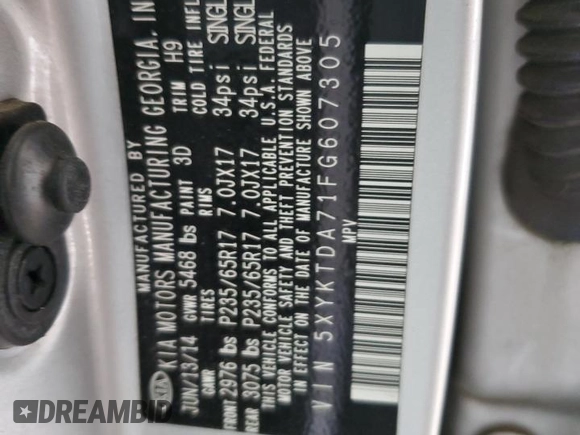 MANUFACTURED BY
KIA MOTORS MANUFACTURING GEORGIA, IN
JUN/13/14 PAINT 3D TRIM H9
GVWR 5468 lbs
GAWR TIRES RIMS COLD TIRE INFL
FRONT 2976 lbs P235/65R17 7.0JX17 34psi SINGLE
REAR 3075 lbs P235/65R17 7.0JX17 34psi SINGL
THIS VEHICLE CONFORMS TO ALL APPLICABLE U.S.A. FEDERAL
MOTOR VEHICLE SAFETY AND THEFT PREVENTION STANDARDS
IN EFFECT ON THE DATE OF MANUFACTURE SHOWN ABOVE
VIN 5XYKTDA71FG607305
MPV
DREAMBID